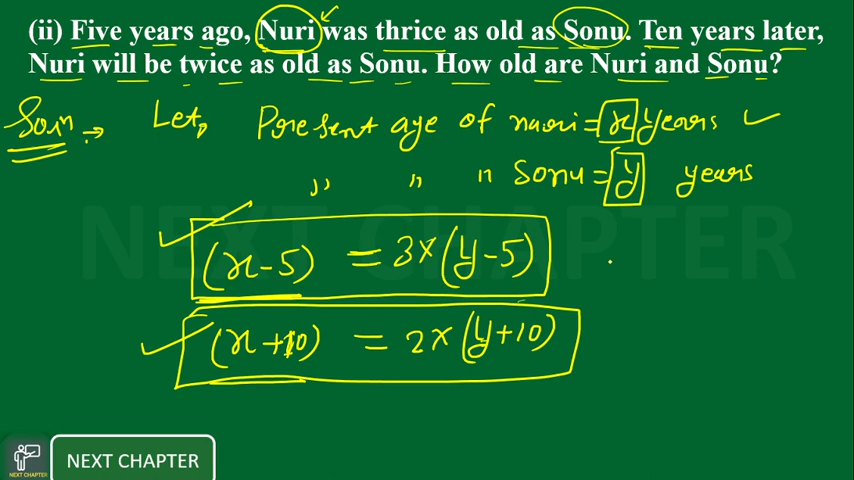 (ii) Five years ago, Nuri was thrice as old as Sonu. Ten years later,
Nuri will be twice as old as Sonu. How old are Nuri and Sonu?
Soln :→ Let, Present age of nuri = x years ✓
,, ,, ,, Sonu = y years
(x-5) = 3×(y-5)
(x+10) = 2×(y+10)
NEXT CHAPTER
NEXT CHAPTER
NEXT CHAPTER